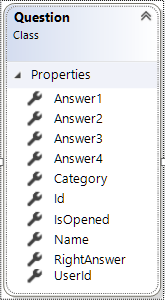 Question
Class
Properties
Answer1
Answer2
Answer3
Answer4
Category
Id
IsOpened
Name
RightAnswer
UserId